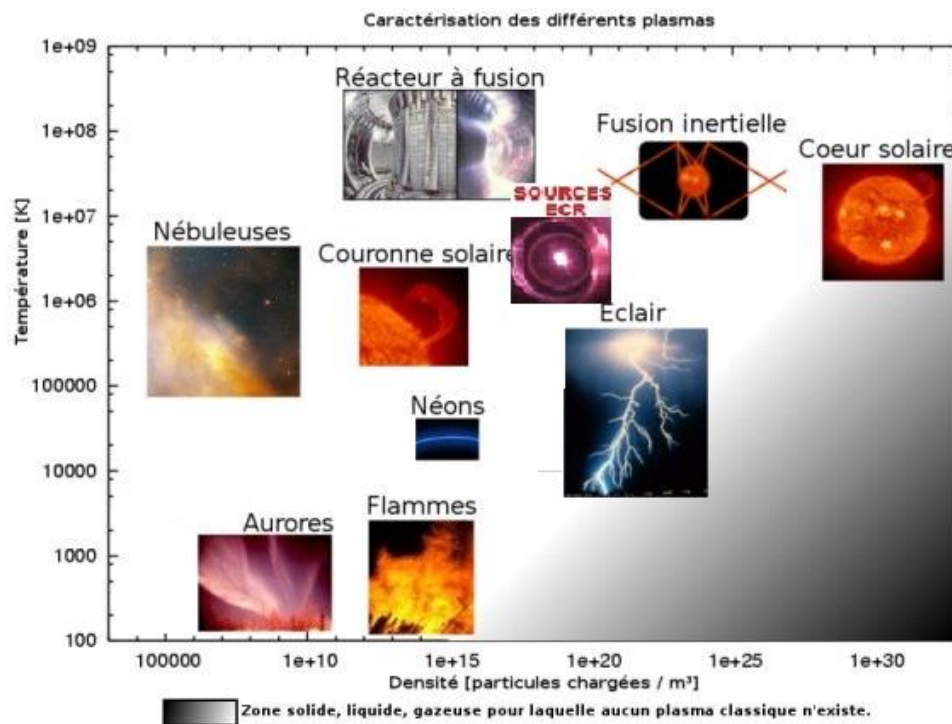 Caractérisation des différents plasmas
1e+09
1e+08
1e+07
1e+06
100000
10000
1000
100
Température [K]
Réacteur à fusion
Fusion inertielle
Coeur solaire
SOURCES
ECR
Nébuleuses
Couronne solaire
Eclair
Néons
Aurores
Flammes
100000
1e+10
1e+15
1e+20
1e+25
1e+30
Densité [particules chargées / m³]
Zone solide, liquide, gazeuse pour laquelle aucun plasma classique n'existe.